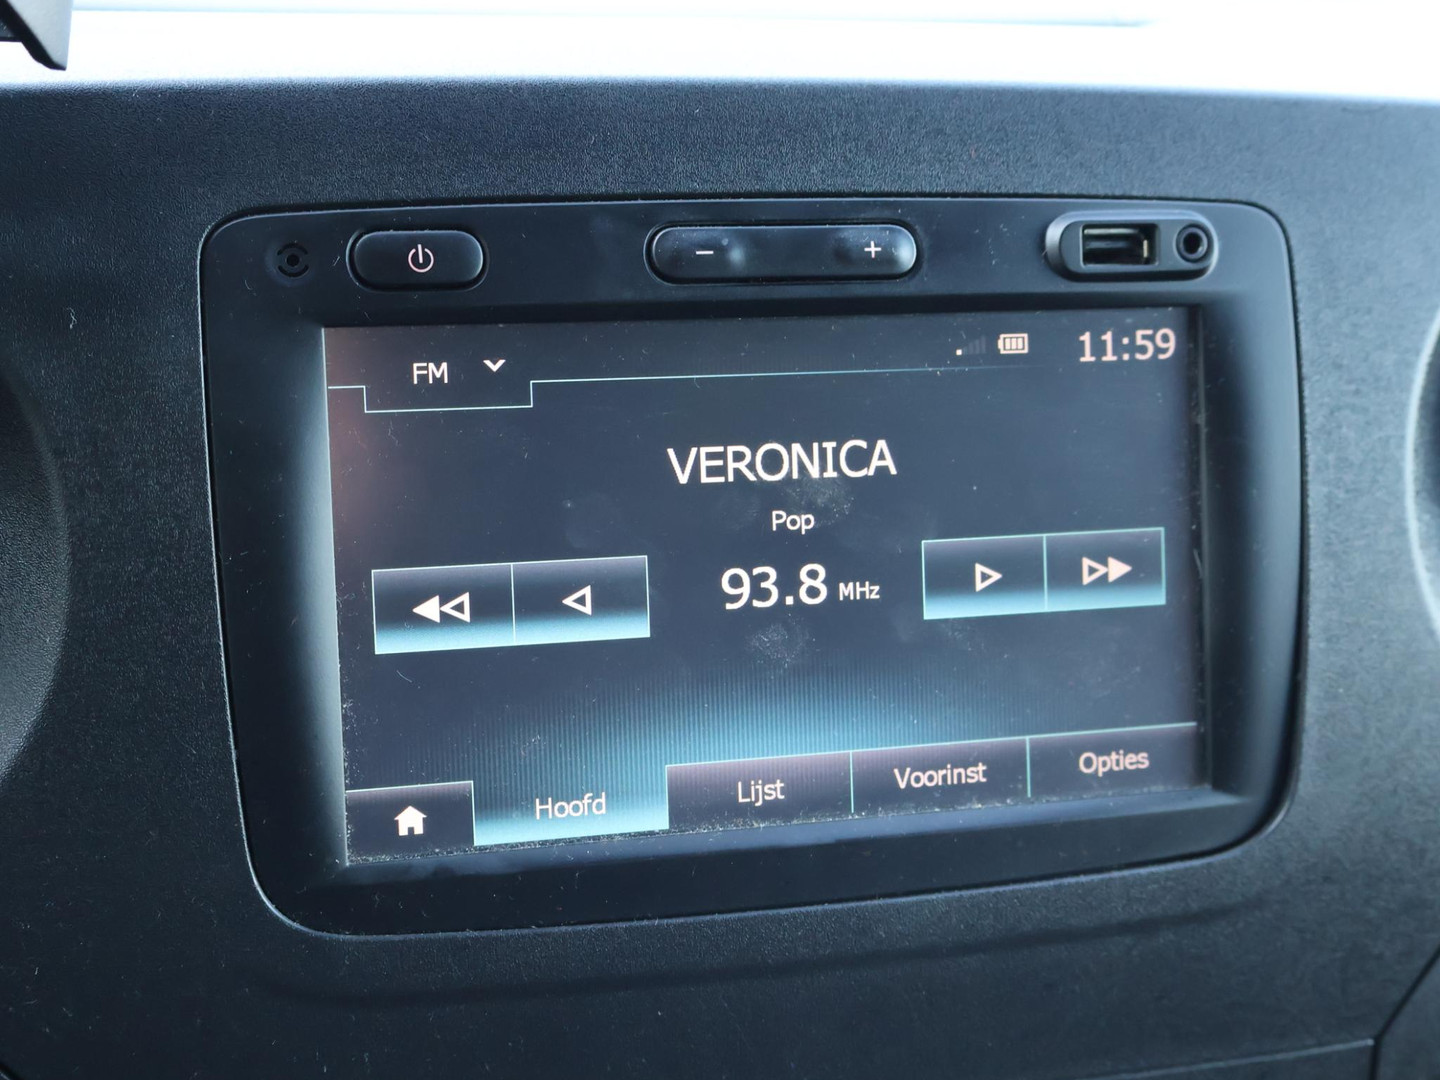 FM
11:59
VERONICA
Pop
93.8 MHz
Hoofd
Lijst
Voorinst
Opties